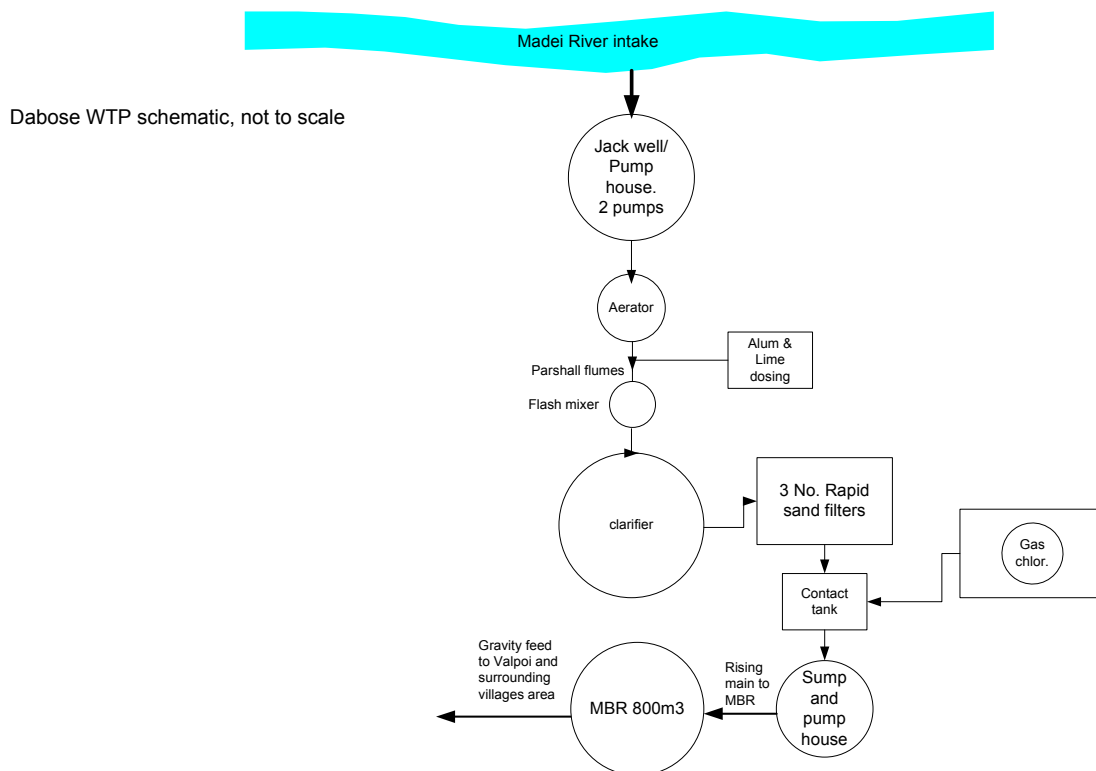 Madei River intake
Dabose WTP schematic, not to scale
Jack well/
Pump
house.
2 pumps
Aerator
Alum &
Lime
dosing
Parshall flumes
Flash mixer
clarifier
3 No. Rapid
sand filters
Gas
chlor.
Contact
tank
Gravity feed
to Valpoi and
surrounding
villages area
MBR 800m3
Rising
main to
MBR
Sump
and
pump
house